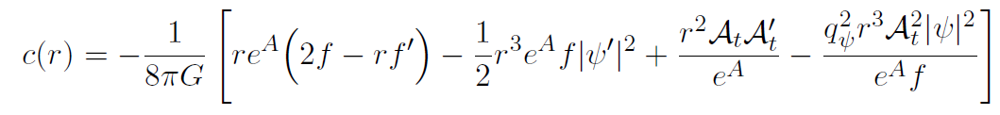 c(r) = -\frac{1}{8\pi G} \left[ re^{A} \left( 2f - rf' \right) - \frac{1}{2} r^{3} e^{A} f |\psi'|^{2} + \frac{r^{2} \mathcal{A}_{t} \mathcal{A}'_{t}}{e^{A}} - \frac{q_{\psi}^{2} r^{3} \mathcal{A}_{t}^{2} |\psi|^{2}}{e^{A} f} \right]